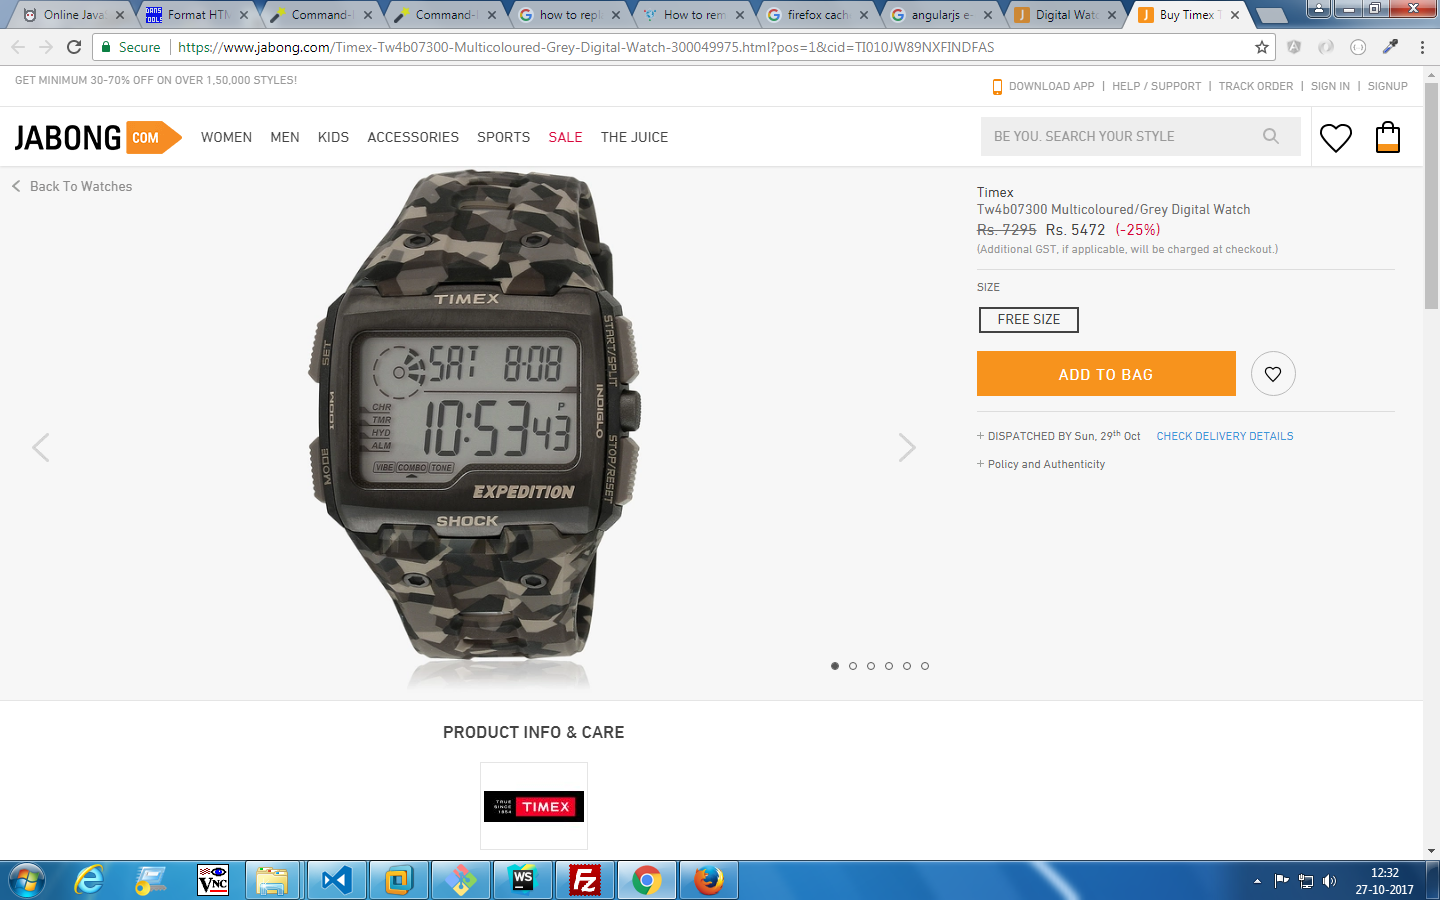 Online Java
Format HTM
Command-
Command-
how to repl
How to rem
firefox cach
angularjs e-
Digital Watc
Buy Timex T
Secure
https://www.jabong.com/Timex-Tw4b07300-Multicoloured-Grey-Digital-Watch-300049975.html?pos=1&cid=TI010JW89NXFINDFAS
GET MINIMUM 30-70% OFF ON OVER 1,50,000 STYLES!
DOWNLOAD APP | HELP / SUPPORT | TRACK ORDER | SIGN IN | SIGNUP
JABONG COM
WOMEN MEN KIDS ACCESSORIES SPORTS SALE THE JUICE
BE YOU. SEARCH YOUR STYLE
Back To Watches
TIMEX
SET
MODE
START/SPLIT
INDIGLO
STOP/RESET
SAT 8:08
CHR
TMR
HYD
ALM
P
10:53 43
VIBE COMBO TONE
EXPEDITION
SHOCK
Timex
Tw4b07300 Multicoloured/Grey Digital Watch
Rs. 7295 Rs. 5472 (-25%)
(Additional GST, if applicable, will be charged at checkout.)
SIZE
FREE SIZE
ADD TO BAG
+ DISPATCHED BY Sun, 29th Oct CHECK DELIVERY DETAILS
+ Policy and Authenticity
PRODUCT INFO & CARE
TRUE
SINCE
1854
TIMEX
VNC
WS
FZ
12:32
27-10-2017